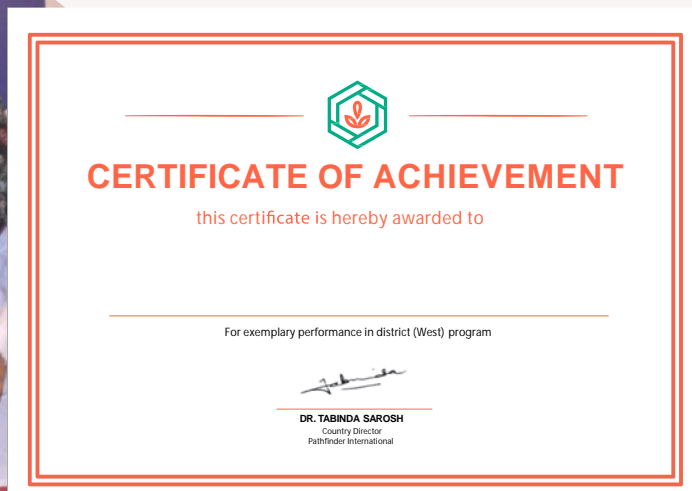 CERTIFICATE OF ACHIEVEMENT
this certificate is hereby awarded to
For exemplary performance in district (West) program
Tabinda
DR. TABINDA SAROSH
Country Director
Pathfinder International